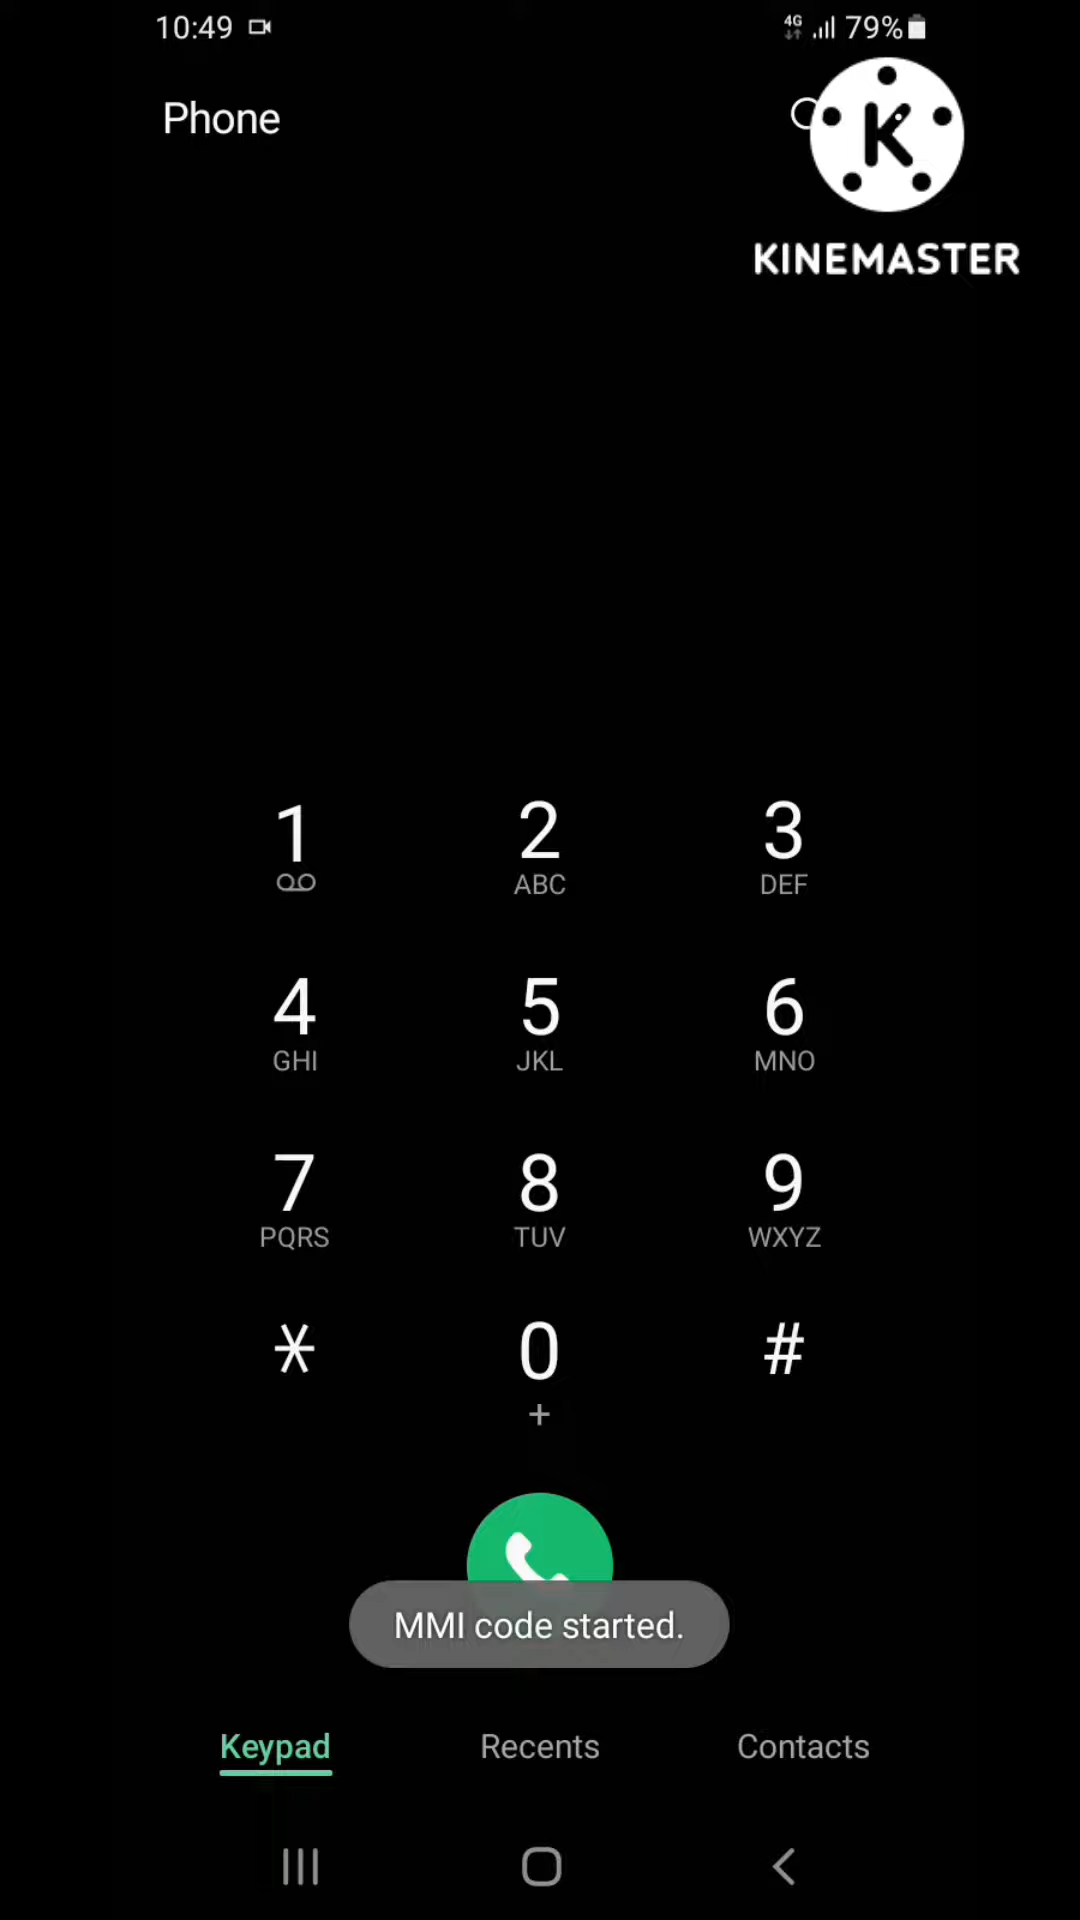 10:49 4G 79%
Phone
K
KINEMASTER
1 2 3
ABC DEF
4 5 6
GHI JKL MNO
7 8 9
PQRS TUV WXYZ
* 0 #
+
MMI code started.
Keypad Recents Contacts